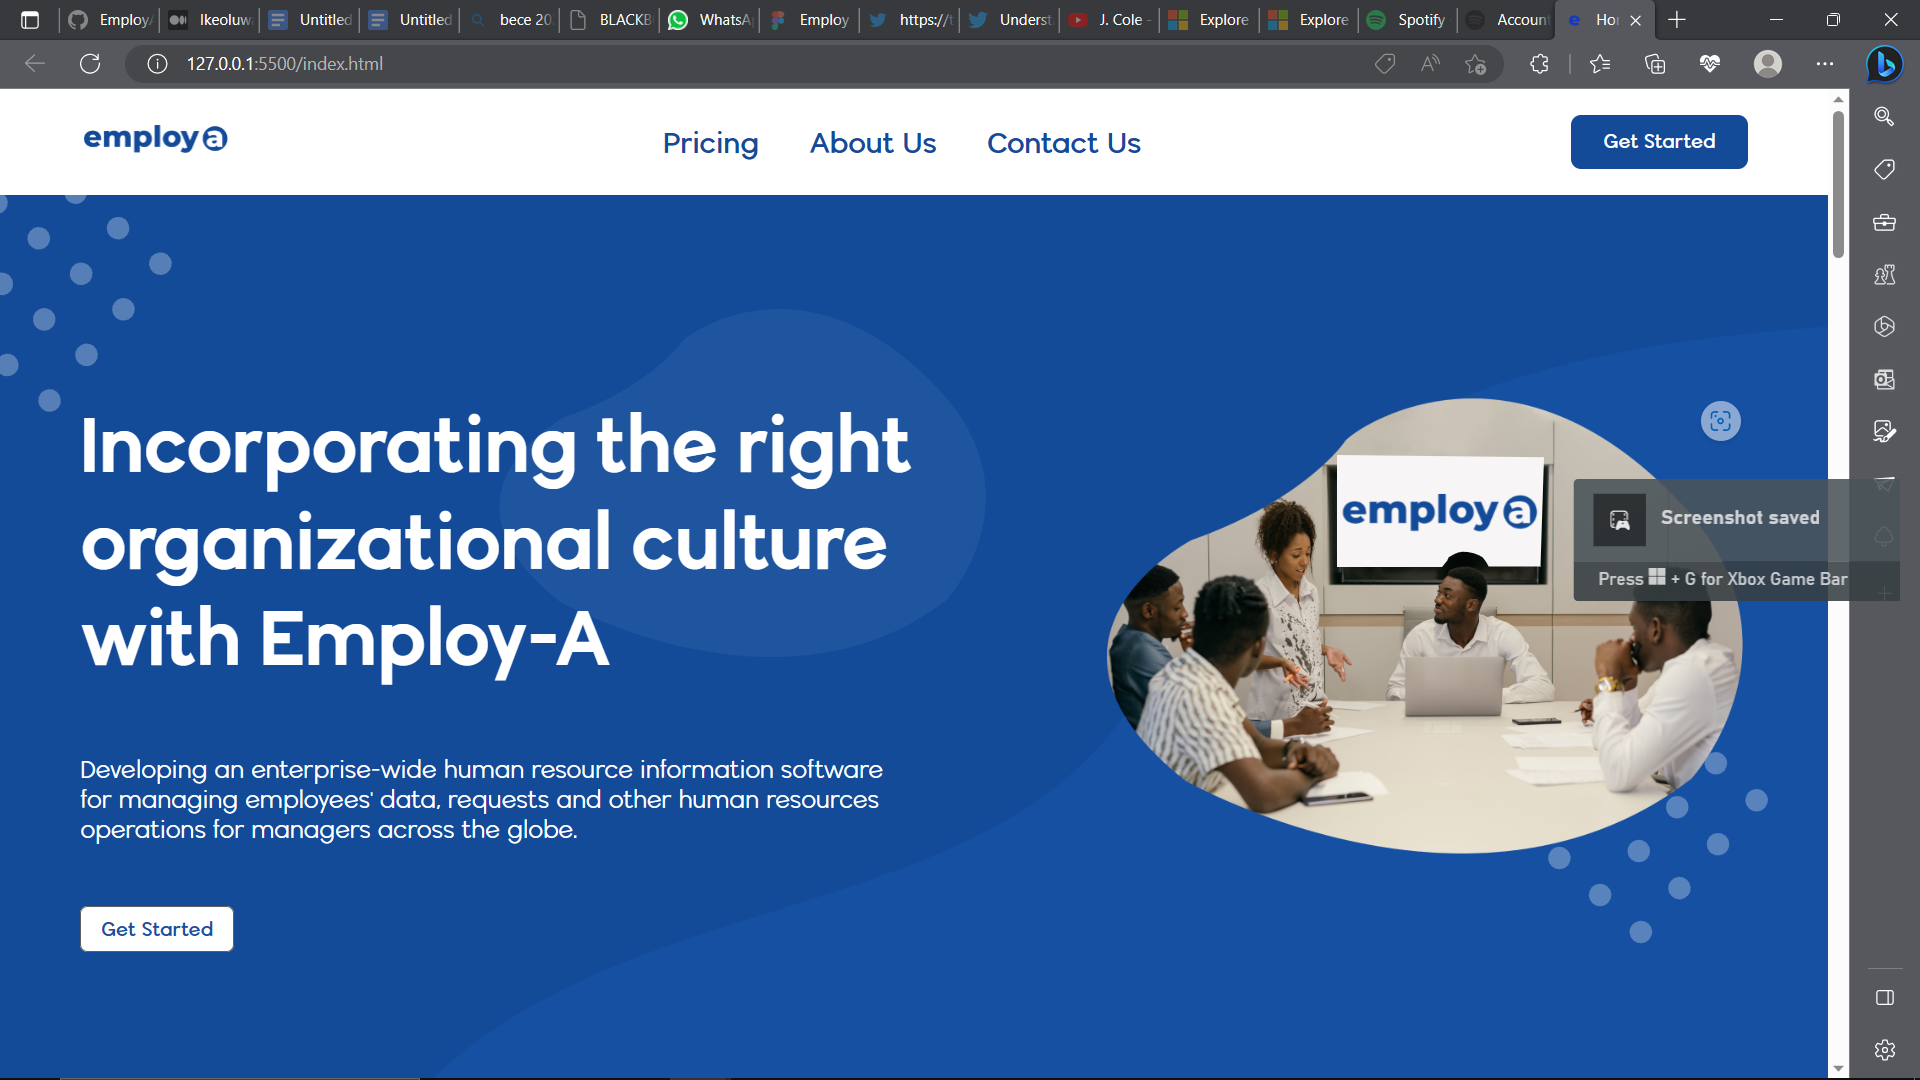 Employ
Ikeoluw
Untitled
Untitled
bece 20
BLACKB
WhatsA
Employ
https://t
Underst
J. Cole -
Explore
Explore
Spotify
Account
Ho
127.0.0.1:5500/index.html
employa
Pricing
About Us
Contact Us
Get Started
Incorporating the right
organizational culture
with Employ-A
employa
Screenshot saved
Press + G for Xbox Game Bar
Developing an enterprise-wide human resource information software
for managing employees' data, requests and other human resources
operations for managers across the globe.
Get Started